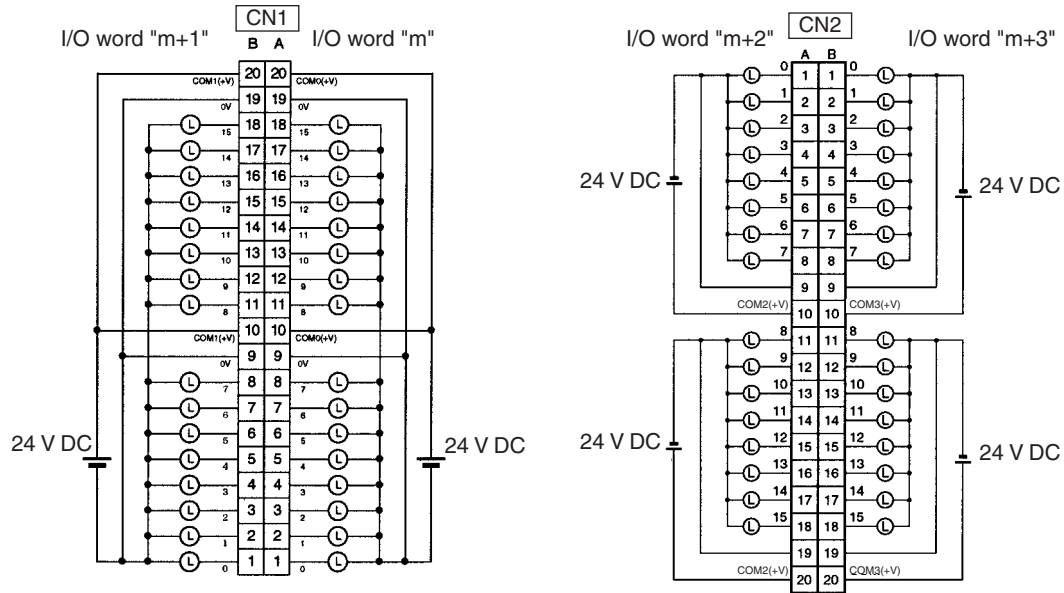 CN1
I/O word "m+1" B A I/O word "m"
20 20
COM1(+V) COM0(+V)
19 19
0V 0V
L 18 18 L
15 15
L 17 17 L
14 14
L 16 16 L
13 13
L 15 15 L
12 12
L 14 14 L
11 11
L 13 13 L
10 10
L 12 12 L
9 9
L 11 11 L
8 8
10 10
COM1(+V) COM0(+V)
9 9
0V 0V
L 8 8 L
7 7
L 7 7 L
6 6
L 6 6 L
5 5
24 V DC 24 V DC
L 5 5 L
4 4
L 4 4 L
3 3
L 3 3 L
2 2
L 2 2 L
1 1
L 1 1 L
0 0
CN2
I/O word "m+2" A B I/O word "m+3"
L 0 1 1 0 L
L 1 2 2 1 L
L 2 3 3 2 L
L 3 4 4 3 L
24 V DC L 4 5 5 4 L 24 V DC
L 5 6 6 5 L
L 6 7 7 6 L
L 7 8 8 7 L
9 9
COM2(+V) 10 10 COM3(+V)
L 8 11 11 8 L
L 9 12 12 9 L
L 10 13 13 10 L
L 11 14 14 11 L
24 V DC L 12 15 15 12 L 24 V DC
L 13 16 16 13 L
L 14 17 17 14 L
L 15 18 18 15 L
19 19
COM2(+V) 20 20 COM3(+V)